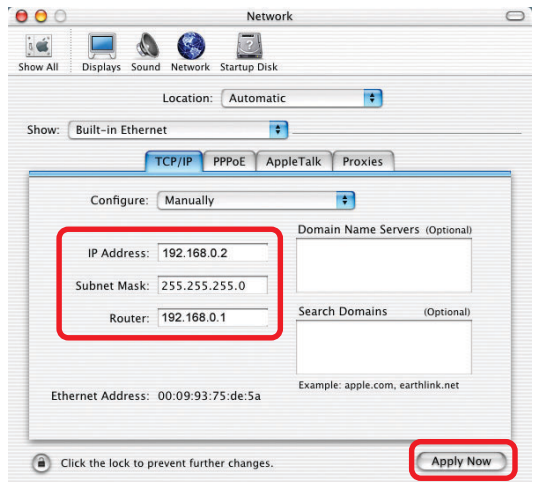 Network
Show All Displays Sound Network Startup Disk
Location: Automatic
Show: Built-in Ethernet
TCP/IP PPPoE AppleTalk Proxies
Configure: Manually
Domain Name Servers (Optional)
IP Address: 192.168.0.2
Subnet Mask: 255.255.255.0
Router: 192.168.0.1
Search Domains (Optional)
Example: apple.com, earthlink.net
Ethernet Address: 00:09:93:75:de:5a
Click the lock to prevent further changes.
Apply Now